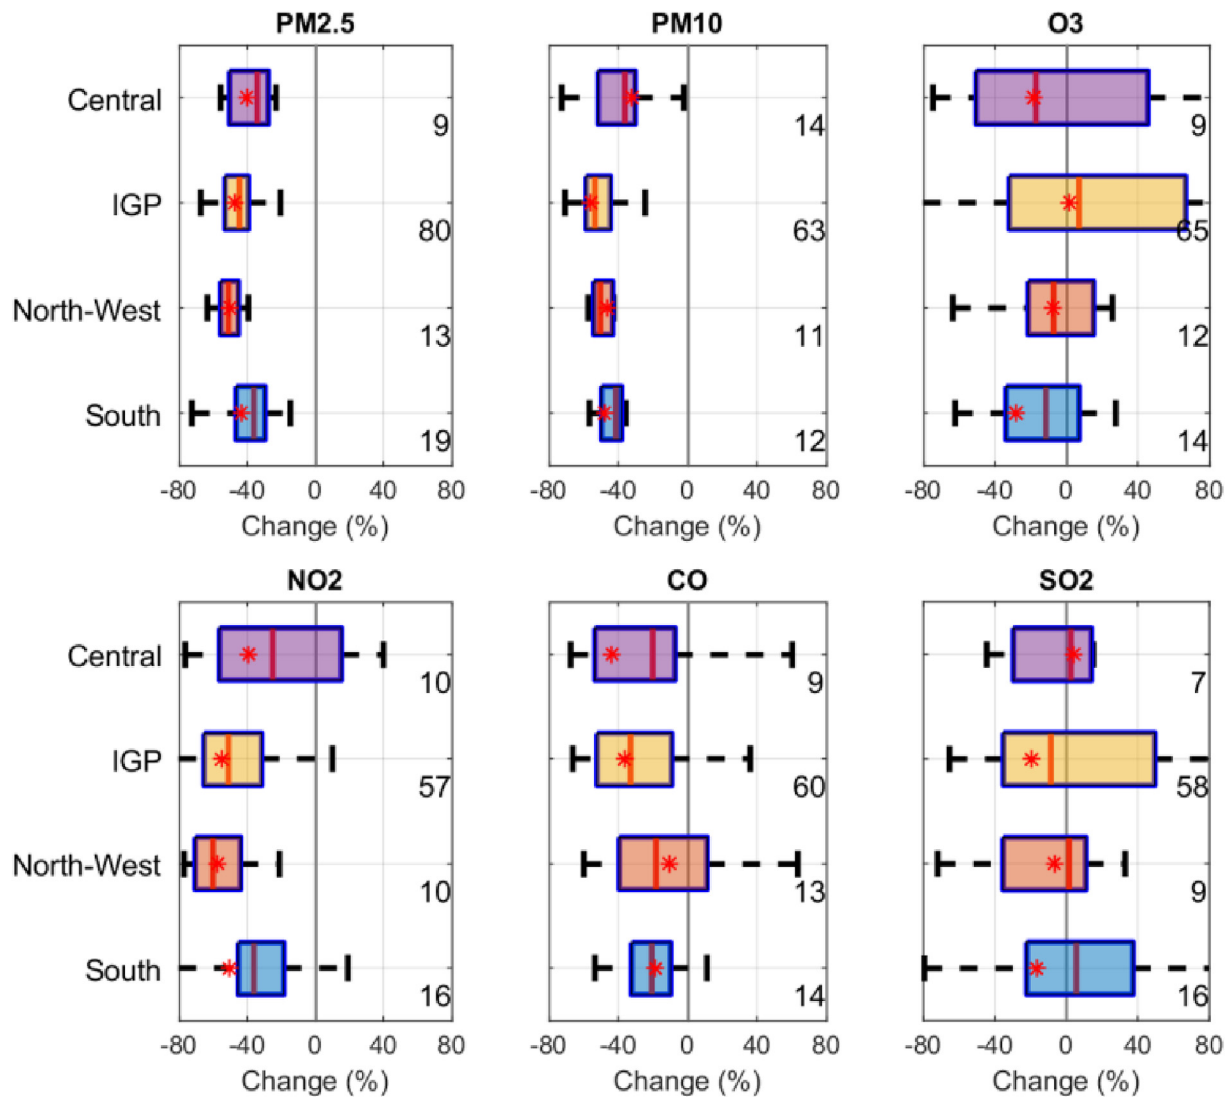 PM2.5 PM10 O3
Central 9 14 9
IGP 80 63 65
North-West 13 11 12
South 19 12 14
-80 -40 0 40 80 -80 -40 0 40 80 -80 -40 0 40 80
Change (%) Change (%) Change (%)
NO2 CO SO2
Central 10 9 7
IGP 57 60 58
North-West 10 13 9
South 16 14 16
-80 -40 0 40 80 -80 -40 0 40 80 -80 -40 0 40 80
Change (%) Change (%) Change (%)